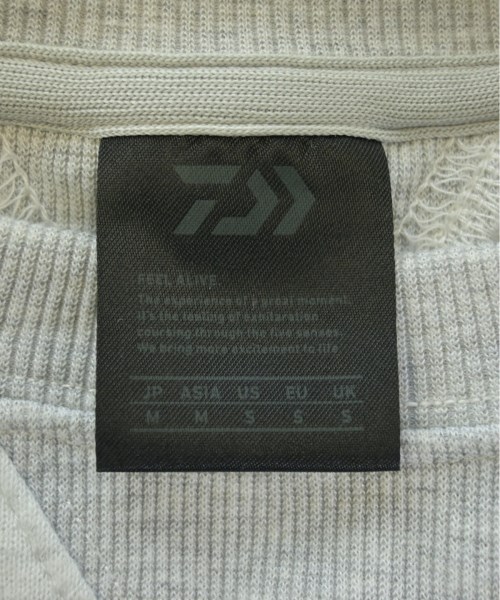 FEEL ALIVE.
The experience of a great moment.
It's the feeling of exhilaration
coursing through the five senses.
We bring more excitement to life.
JP ASIA US EU UK
M M S S S